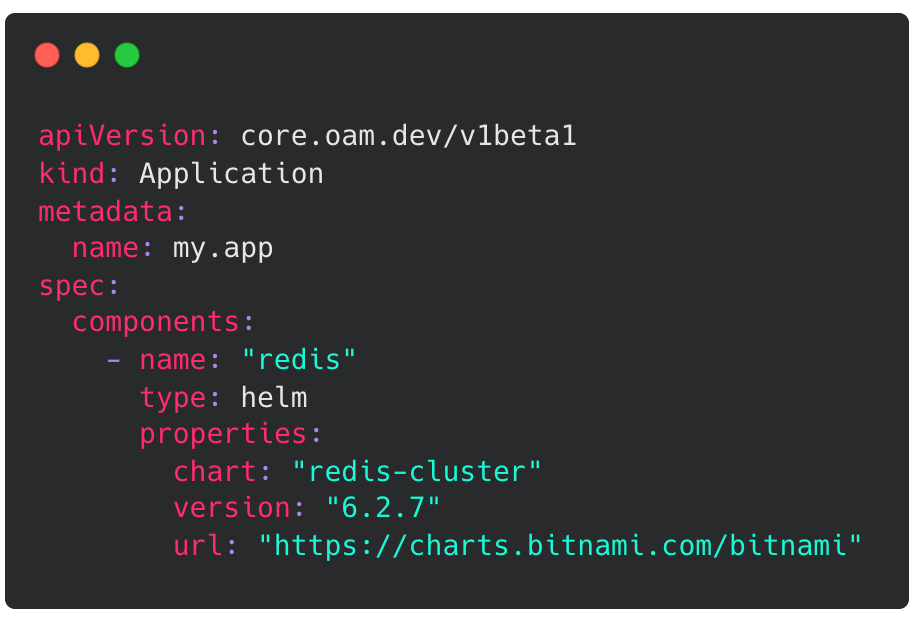 apiVersion: core.oam.dev/v1beta1
kind: Application
metadata:
  name: my.app
spec:
  components:
    - name: "redis"
      type: helm
      properties:
        chart: "redis-cluster"
        version: "6.2.7"
        url: "https://charts.bitnami.com/bitnami"